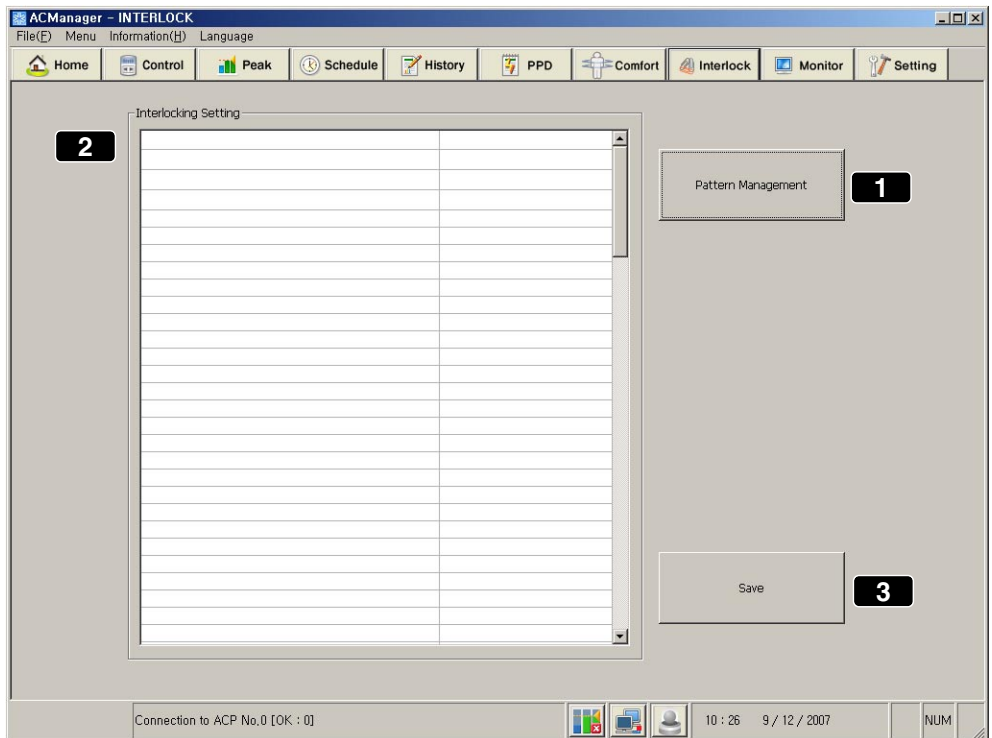 ACManager - INTERLOCK
File(F) Menu Information(H) Language
Home Control Peak Schedule History PPD Comfort Interlock Monitor Setting
Interlocking Setting
2
Pattern Management
1
Save
3
Connection to ACP No,0 [OK : 0]
10 : 26 9 / 12 / 2007
NUM